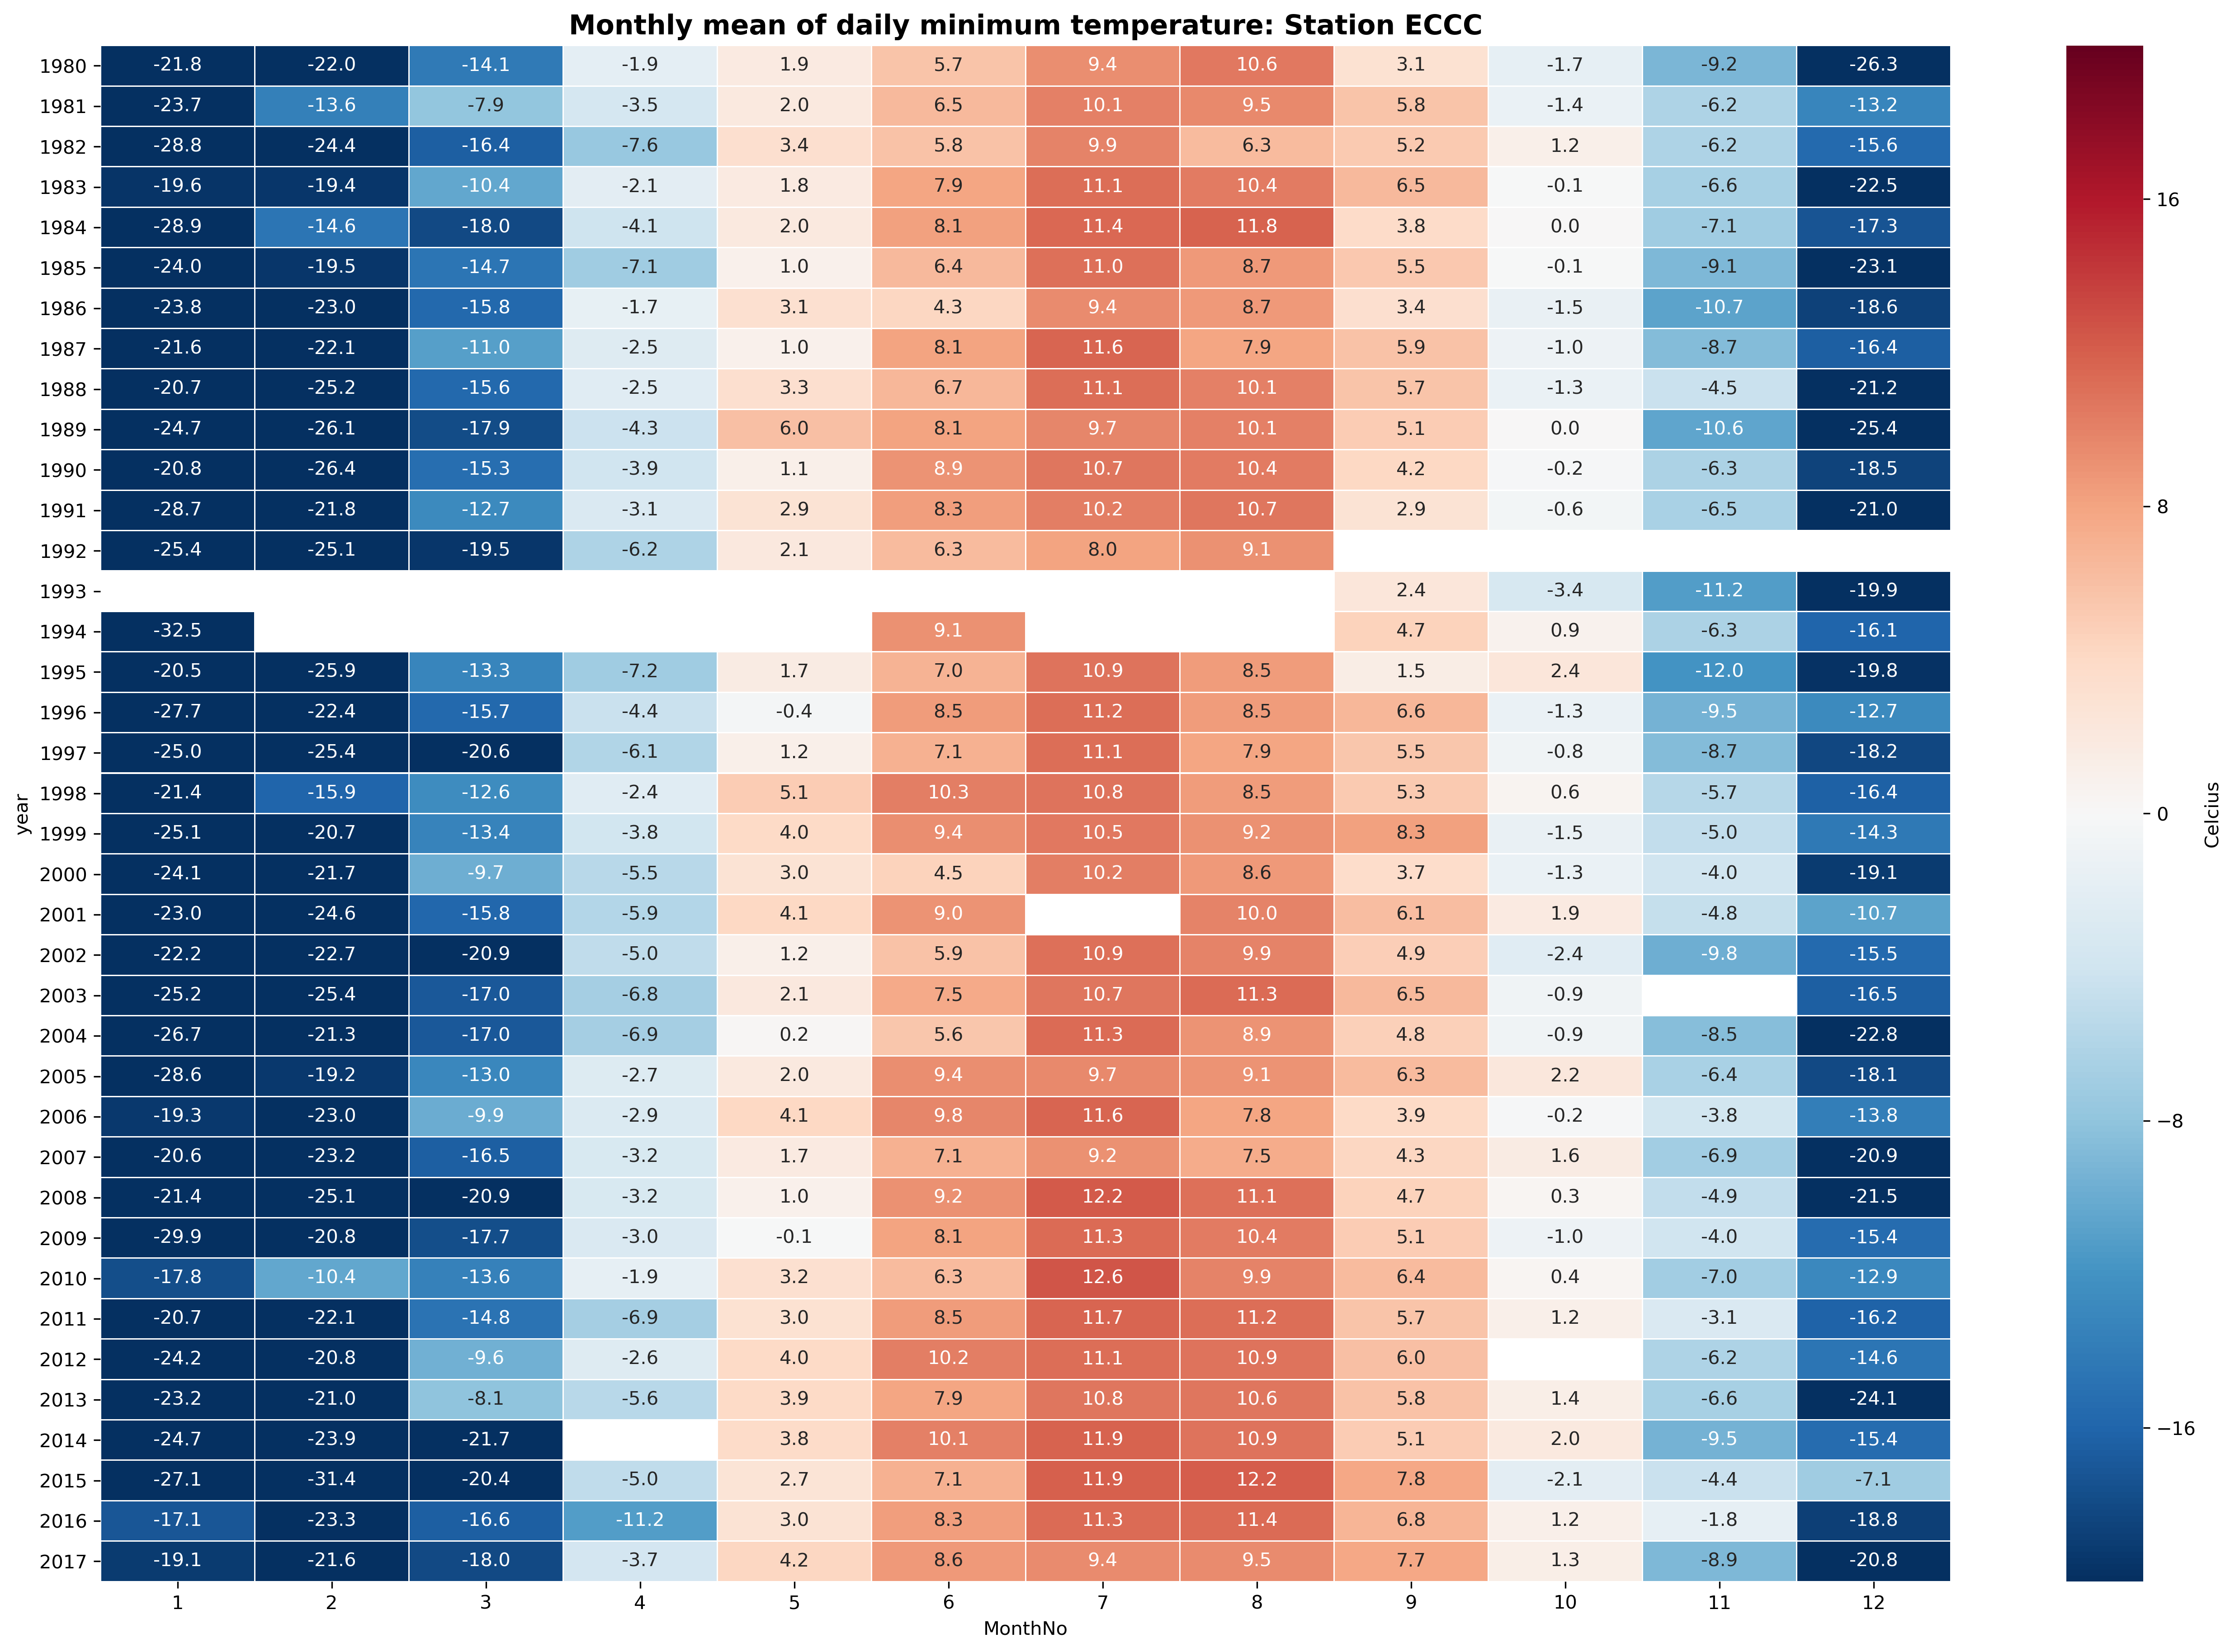 Monthly mean of daily minimum temperature: Station ECCC
1980 -21.8 -22.0 -14.1 -1.9 1.9 5.7 9.4 10.6 3.1 -1.7 -9.2 -26.3
1981 -23.7 -13.6 -7.9 -3.5 2.0 6.5 10.1 9.5 5.8 -1.4 -6.2 -13.2
1982 -28.8 -24.4 -16.4 -7.6 3.4 5.8 9.9 6.3 5.2 1.2 -6.2 -15.6
1983 -19.6 -19.4 -10.4 -2.1 1.8 7.9 11.1 10.4 6.5 -0.1 -6.6 -22.5
1984 -28.9 -14.6 -18.0 -4.1 2.0 8.1 11.4 11.8 3.8 0.0 -7.1 -17.3
1985 -24.0 -19.5 -14.7 -7.1 1.0 6.4 11.0 8.7 5.5 -0.1 -9.1 -23.1
1986 -23.8 -23.0 -15.8 -1.7 3.1 4.3 9.4 8.7 3.4 -1.5 -10.7 -18.6
1987 -21.6 -22.1 -11.0 -2.5 1.0 8.1 11.6 7.9 5.9 -1.0 -8.7 -16.4
1988 -20.7 -25.2 -15.6 -2.5 3.3 6.7 11.1 10.1 5.7 -1.3 -4.5 -21.2
1989 -24.7 -26.1 -17.9 -4.3 6.0 8.1 9.7 10.1 5.1 0.0 -10.6 -25.4
1990 -20.8 -26.4 -15.3 -3.9 1.1 8.9 10.7 10.4 4.2 -0.2 -6.3 -18.5
1991 -28.7 -21.8 -12.7 -3.1 2.9 8.3 10.2 10.7 2.9 -0.6 -6.5 -21.0
1992 -25.4 -25.1 -19.5 -6.2 2.1 6.3 8.0 9.1
1993 2.4 -3.4 -11.2 -19.9
1994 -32.5 9.1 4.7 0.9 -6.3 -16.1
1995 -20.5 -25.9 -13.3 -7.2 1.7 7.0 10.9 8.5 1.5 2.4 -12.0 -19.8
1996 -27.7 -22.4 -15.7 -4.4 -0.4 8.5 11.2 8.5 6.6 -1.3 -9.5 -12.7
1997 -25.0 -25.4 -20.6 -6.1 1.2 7.1 11.1 7.9 5.5 -0.8 -8.7 -18.2
1998 -21.4 -15.9 -12.6 -2.4 5.1 10.3 10.8 8.5 5.3 0.6 -5.7 -16.4
1999 -25.1 -20.7 -13.4 -3.8 4.0 9.4 10.5 9.2 8.3 -1.5 -5.0 -14.3
2000 -24.1 -21.7 -9.7 -5.5 3.0 4.5 10.2 8.6 3.7 -1.3 -4.0 -19.1
2001 -23.0 -24.6 -15.8 -5.9 4.1 9.0 10.0 6.1 1.9 -4.8 -10.7
2002 -22.2 -22.7 -20.9 -5.0 1.2 5.9 10.9 9.9 4.9 -2.4 -9.8 -15.5
2003 -25.2 -25.4 -17.0 -6.8 2.1 7.5 10.7 11.3 6.5 -0.9 -16.5
2004 -26.7 -21.3 -17.0 -6.9 0.2 5.6 11.3 8.9 4.8 -0.9 -8.5 -22.8
2005 -28.6 -19.2 -13.0 -2.7 2.0 9.4 9.7 9.1 6.3 2.2 -6.4 -18.1
2006 -19.3 -23.0 -9.9 -2.9 4.1 9.8 11.6 7.8 3.9 -0.2 -3.8 -13.8
2007 -20.6 -23.2 -16.5 -3.2 1.7 7.1 9.2 7.5 4.3 1.6 -6.9 -20.9
2008 -21.4 -25.1 -20.9 -3.2 1.0 9.2 12.2 11.1 4.7 0.3 -4.9 -21.5
2009 -29.9 -20.8 -17.7 -3.0 -0.1 8.1 11.3 10.4 5.1 -1.0 -4.0 -15.4
2010 -17.8 -10.4 -13.6 -1.9 3.2 6.3 12.6 9.9 6.4 0.4 -7.0 -12.9
2011 -20.7 -22.1 -14.8 -6.9 3.0 8.5 11.7 11.2 5.7 1.2 -3.1 -16.2
2012 -24.2 -20.8 -9.6 -2.6 4.0 10.2 11.1 10.9 6.0 -6.2 -14.6
2013 -23.2 -21.0 -8.1 -5.6 3.9 7.9 10.8 10.6 5.8 1.4 -6.6 -24.1
2014 -24.7 -23.9 -21.7 3.8 10.1 11.9 10.9 5.1 2.0 -9.5 -15.4
2015 -27.1 -31.4 -20.4 -5.0 2.7 7.1 11.9 12.2 7.8 -2.1 -4.4 -7.1
2016 -17.1 -23.3 -16.6 -11.2 3.0 8.3 11.3 11.4 6.8 1.2 -1.8 -18.8
2017 -19.1 -21.6 -18.0 -3.7 4.2 8.6 9.4 9.5 7.7 1.3 -8.9 -20.8
1 2 3 4 5 6 7 8 9 10 11 12
MonthNo
year
16
8
0
−8
−16
Celcius